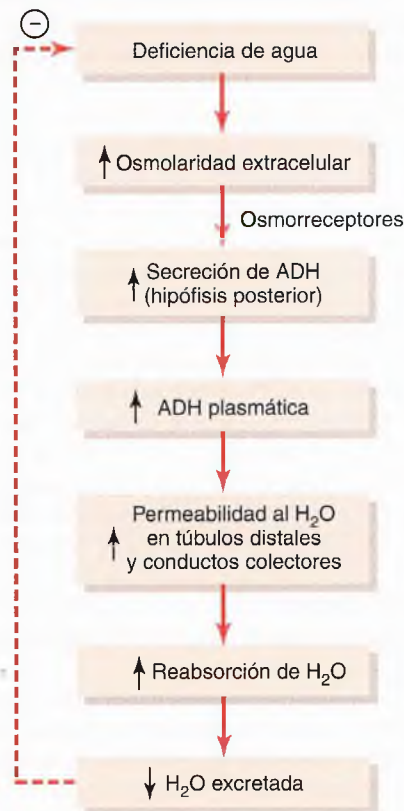 −
Deficiencia de agua
↑ Osmolaridad extracelular
Osmorreceptores
↑ Secreción de ADH
(hipófisis posterior)
↑ ADH plasmática
Permeabilidad al H₂O
↑ en túbulos distales
y conductos colectores
↑ Reabsorción de H₂O
↓ H₂O excretada